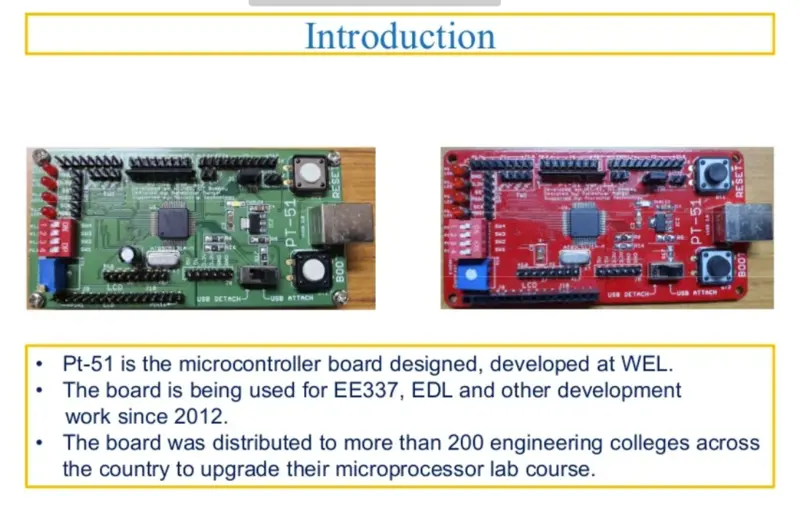 Introduction
PT-51
RESET
BOOT
LCD
USB DETACH
USB ATTACH
PT-51
RESET
BOOT
LCD
USB DETACH
USB ATTACH
• Pt-51 is the microcontroller board designed, developed at WEL.
• The board is being used for EE337, EDL and other development
work since 2012.
• The board was distributed to more than 200 engineering colleges across
the country to upgrade their microprocessor lab course.